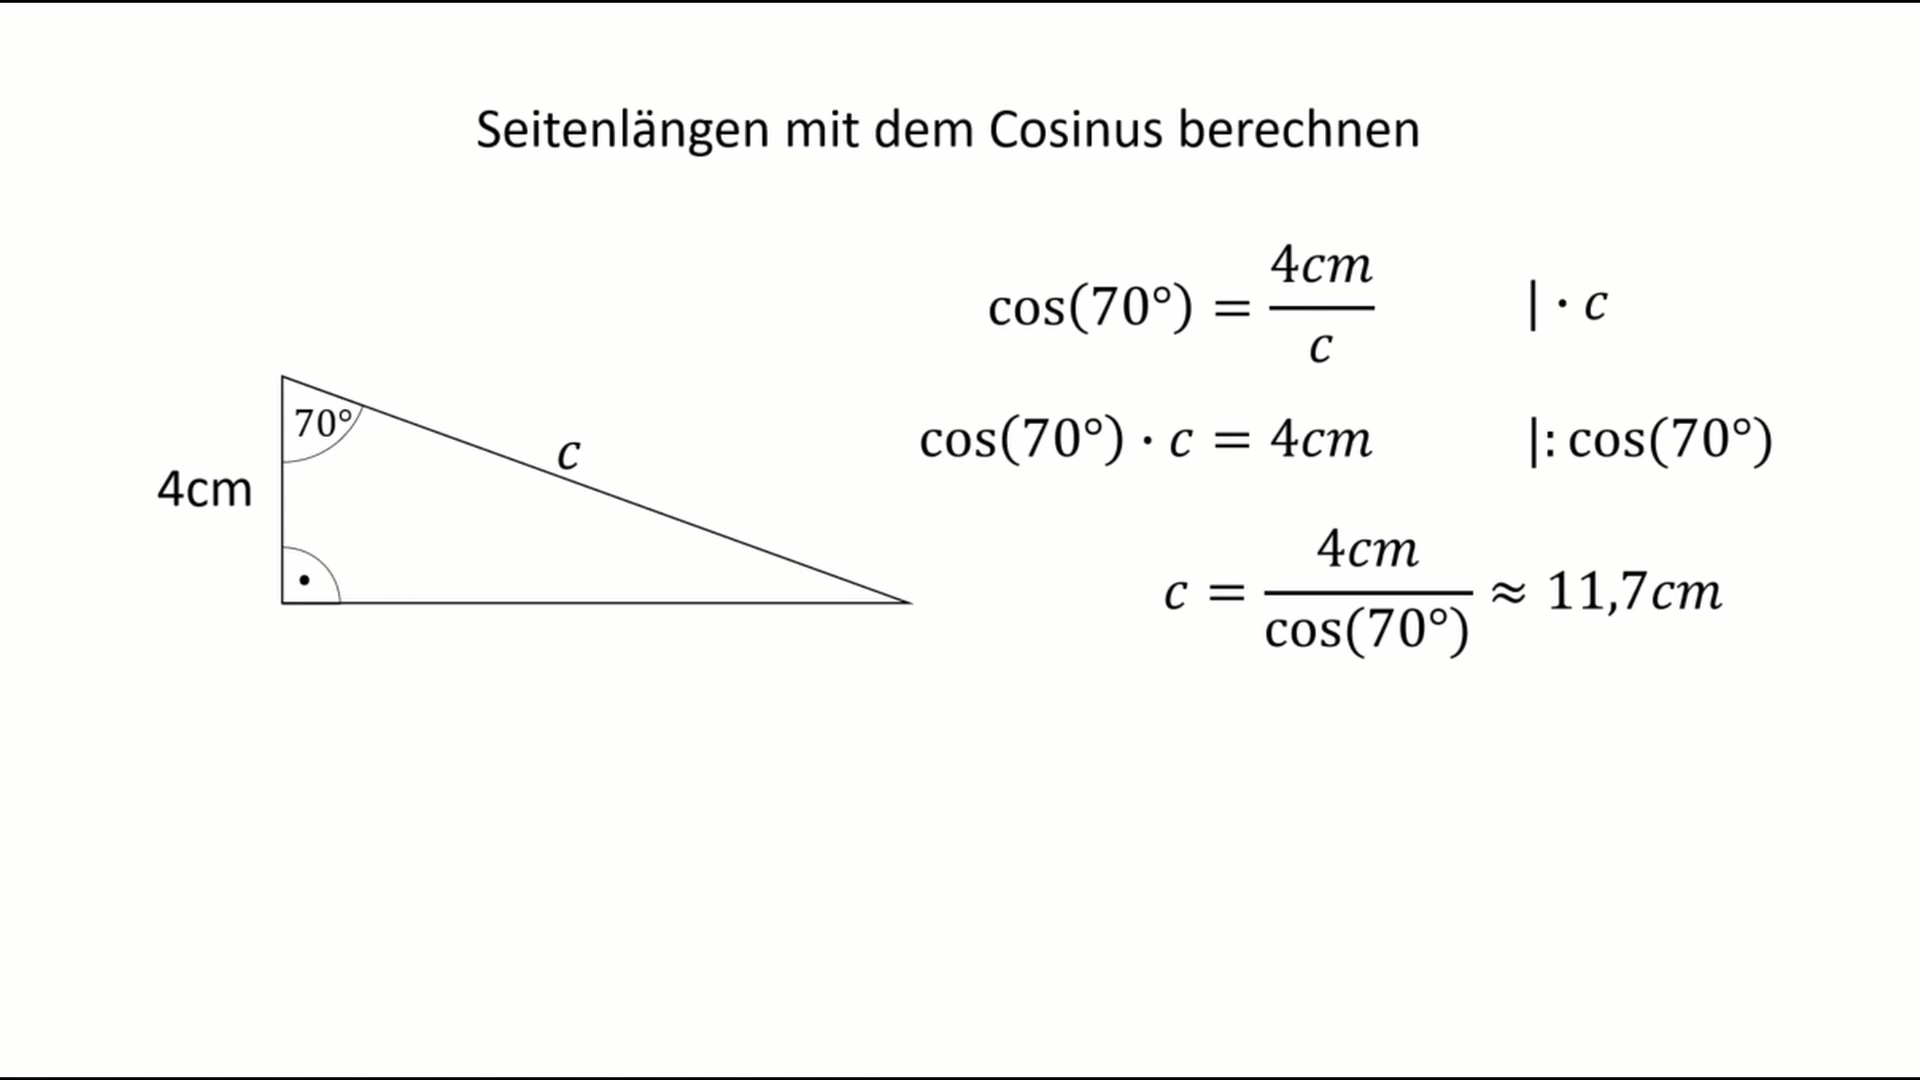 Seitenlängen mit dem Cosinus berechnen
cos(70°) = 4cm/c |· c
cos(70°) · c = 4cm |: cos(70°)
c = 4cm/cos(70°) ≈ 11,7cm
70°
c
4cm